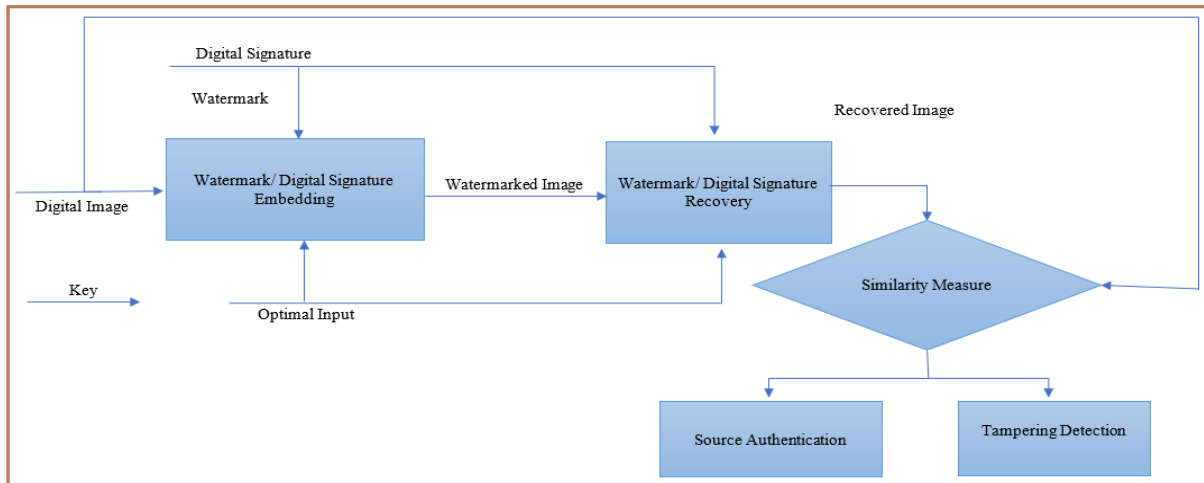 Digital Signature
Watermark
Recovered Image
Watermark/ Digital Signature
Embedding
Watermarked Image
Watermark/ Digital Signature
Recovery
Digital Image
Key
Optimal Input
Similarity Measure
Source Authentication
Tampering Detection